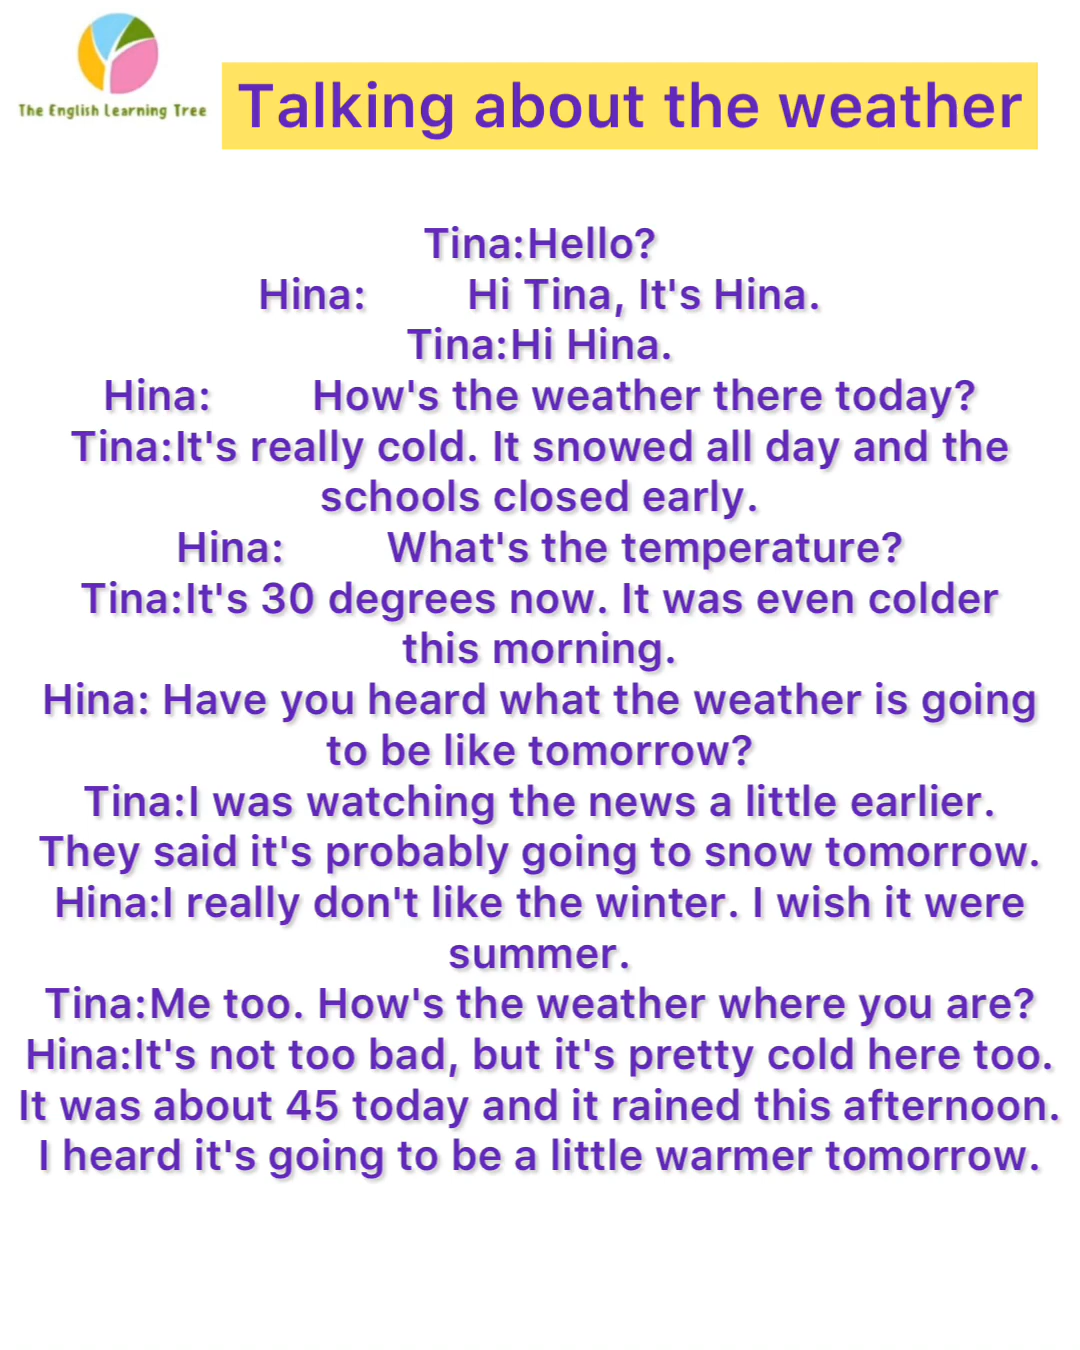 The English Learning Tree
Talking about the weather
Tina:Hello?
Hina: Hi Tina, It's Hina.
Tina:Hi Hina.
Hina: How's the weather there today?
Tina:It's really cold. It snowed all day and the
schools closed early.
Hina: What's the temperature?
Tina:It's 30 degrees now. It was even colder
this morning.
Hina: Have you heard what the weather is going
to be like tomorrow?
Tina:I was watching the news a little earlier.
They said it's probably going to snow tomorrow.
Hina:I really don't like the winter. I wish it were
summer.
Tina:Me too. How's the weather where you are?
Hina:It's not too bad, but it's pretty cold here too.
It was about 45 today and it rained this afternoon.
I heard it's going to be a little warmer tomorrow.